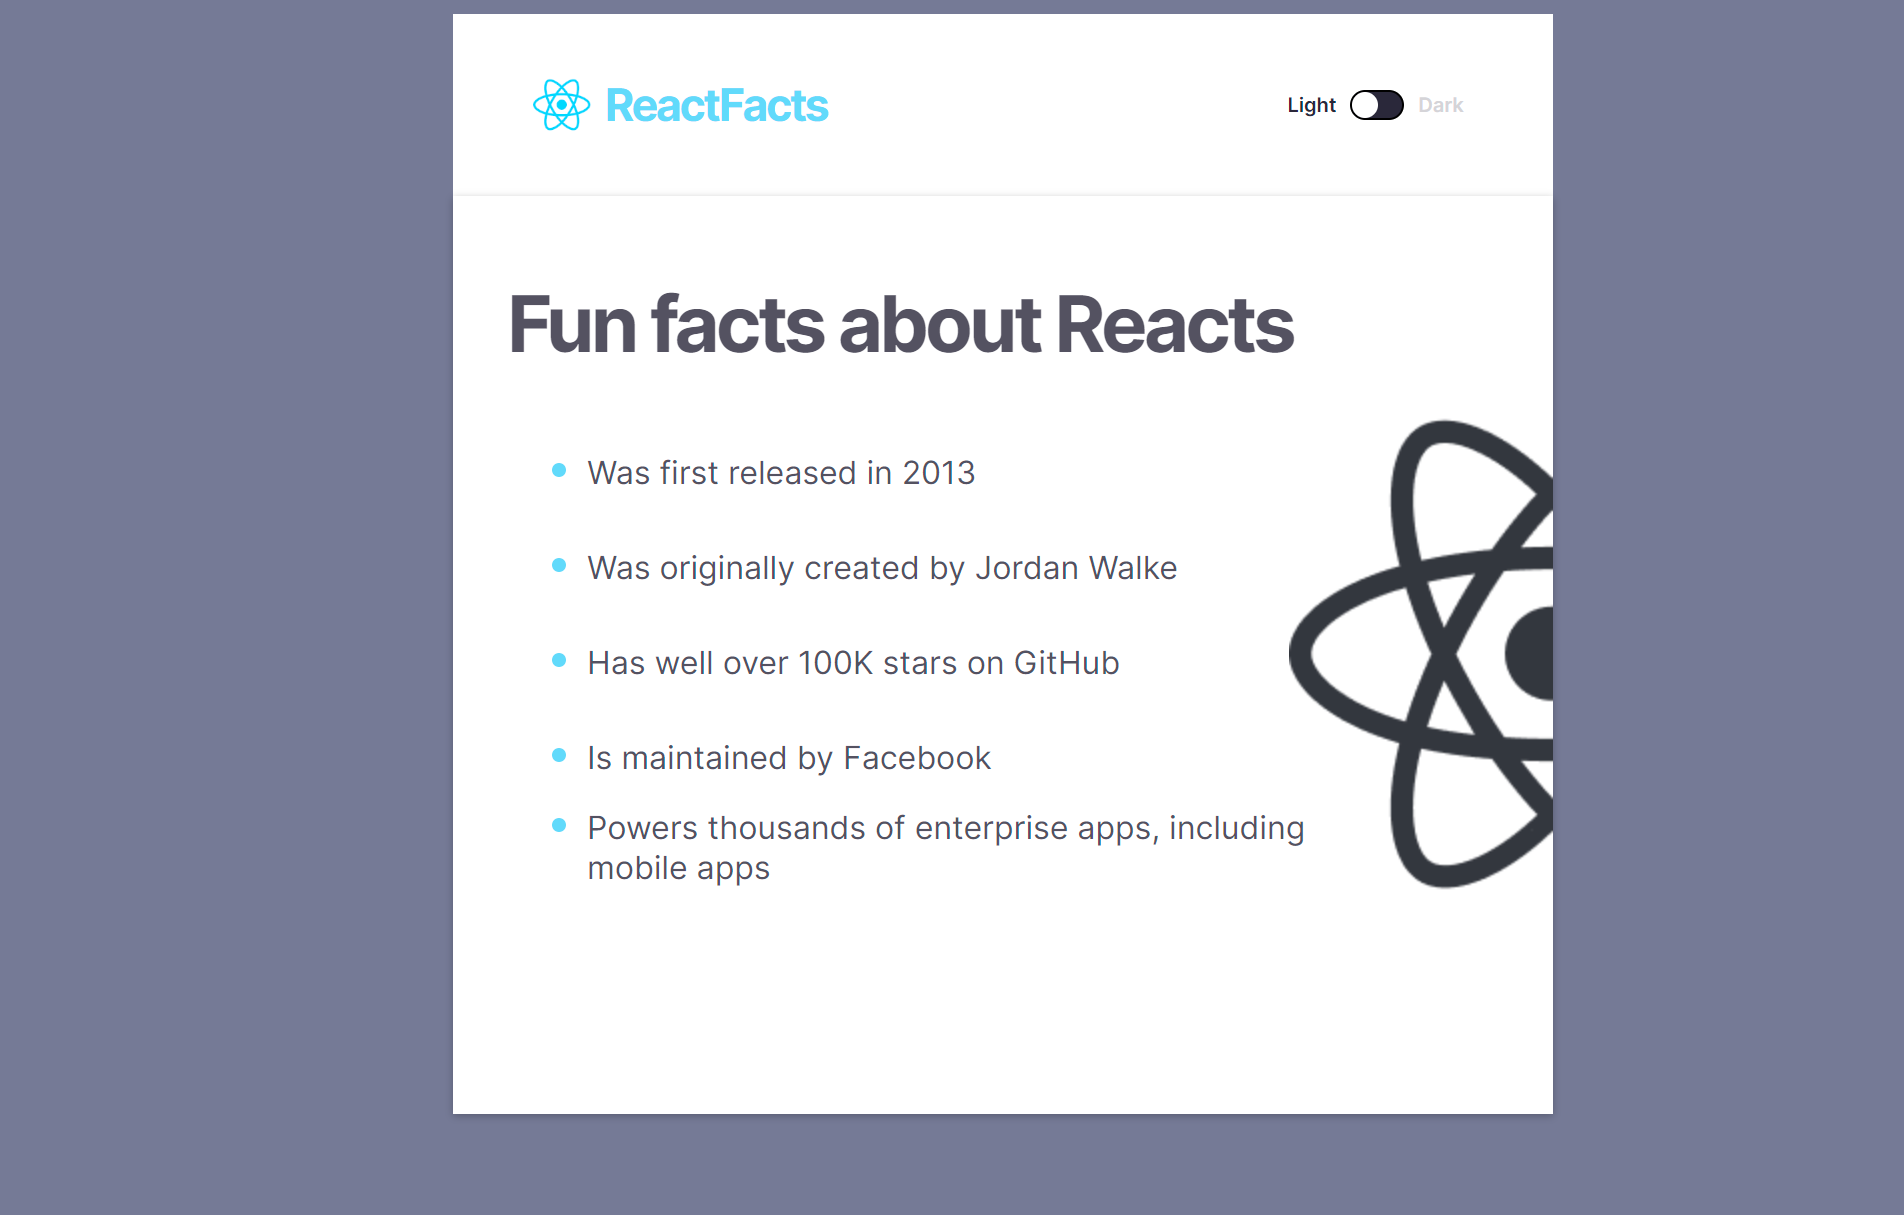 ReactFacts
Light Dark
Fun facts about Reacts
Was first released in 2013
Was originally created by Jordan Walke
Has well over 100K stars on GitHub
Is maintained by Facebook
Powers thousands of enterprise apps, including
mobile apps